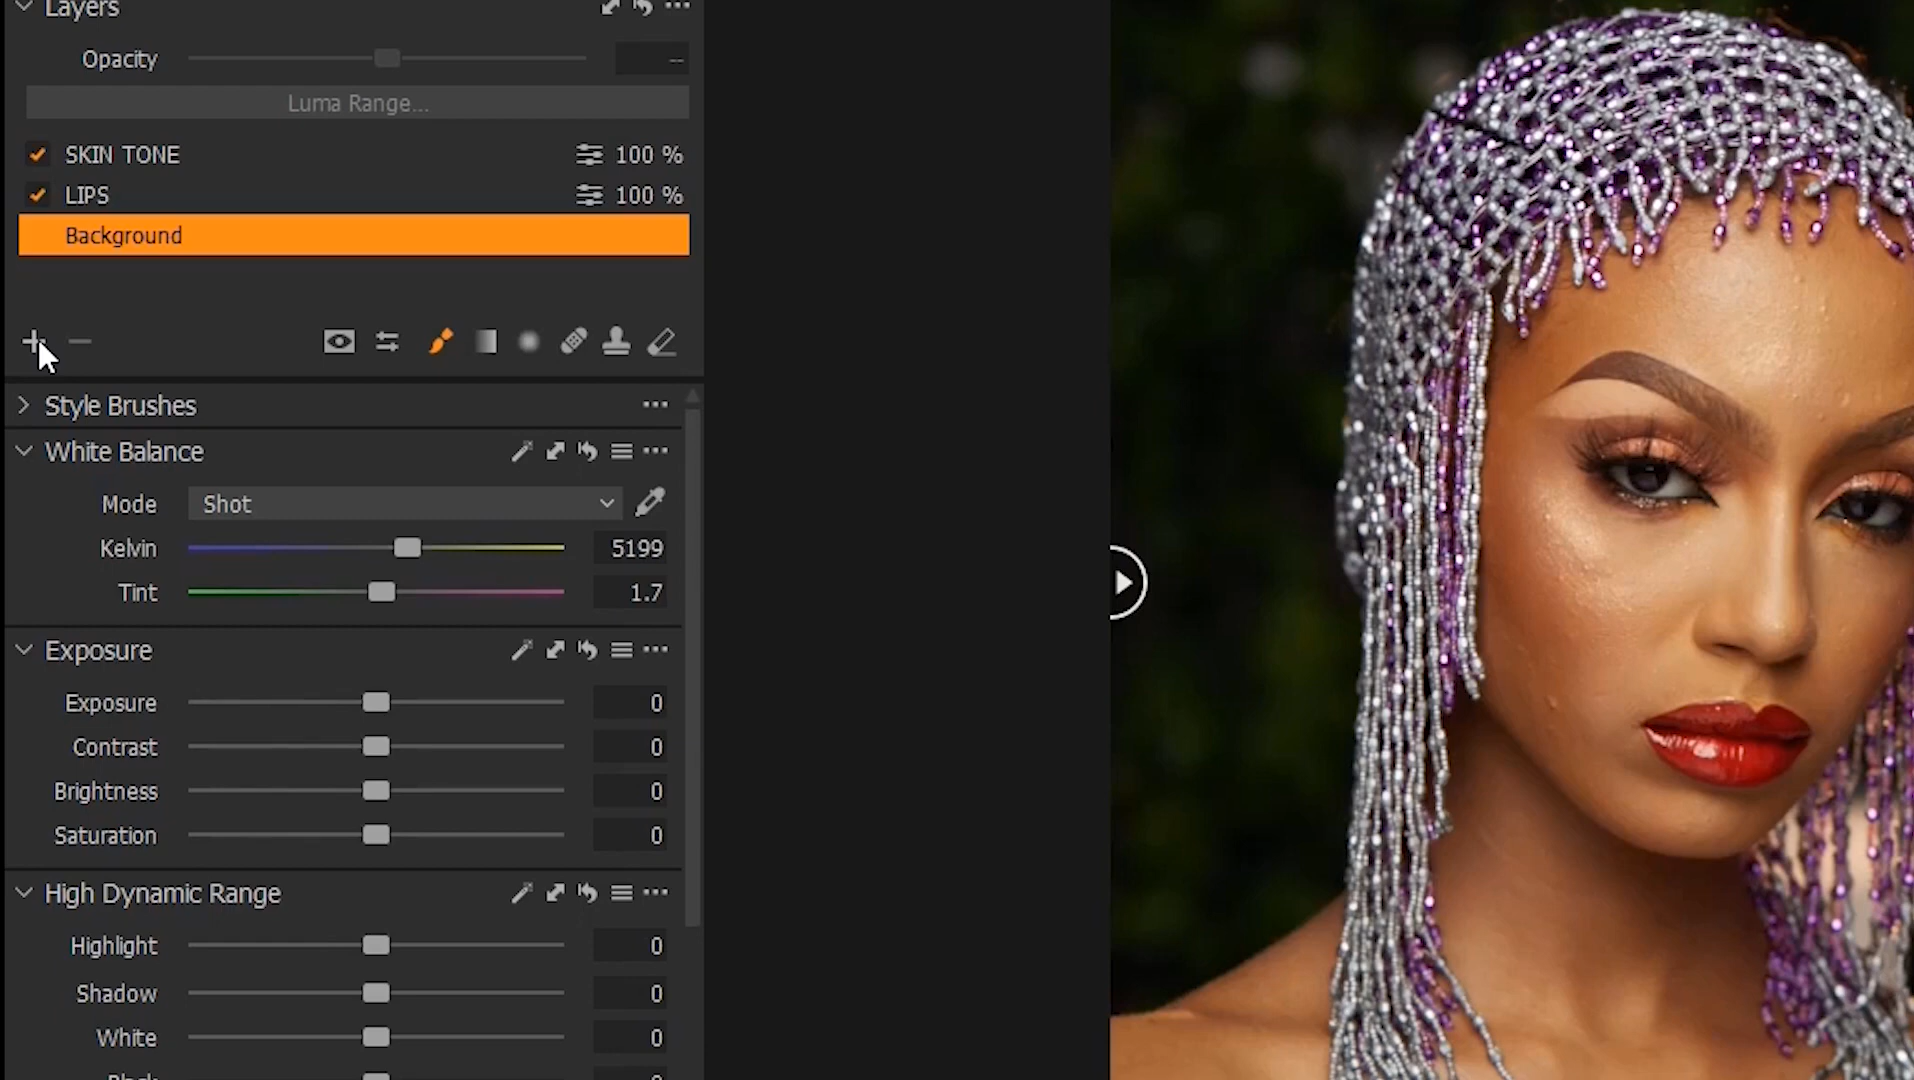 Layers
Opacity --
Luma Range...
SKIN TONE 100 %
LIPS 100 %
Background
Style Brushes
White Balance
Mode Shot
Kelvin 5199
Tint 1.7
Exposure
Exposure 0
Contrast 0
Brightness 0
Saturation 0
High Dynamic Range
Highlight 0
Shadow 0
White 0